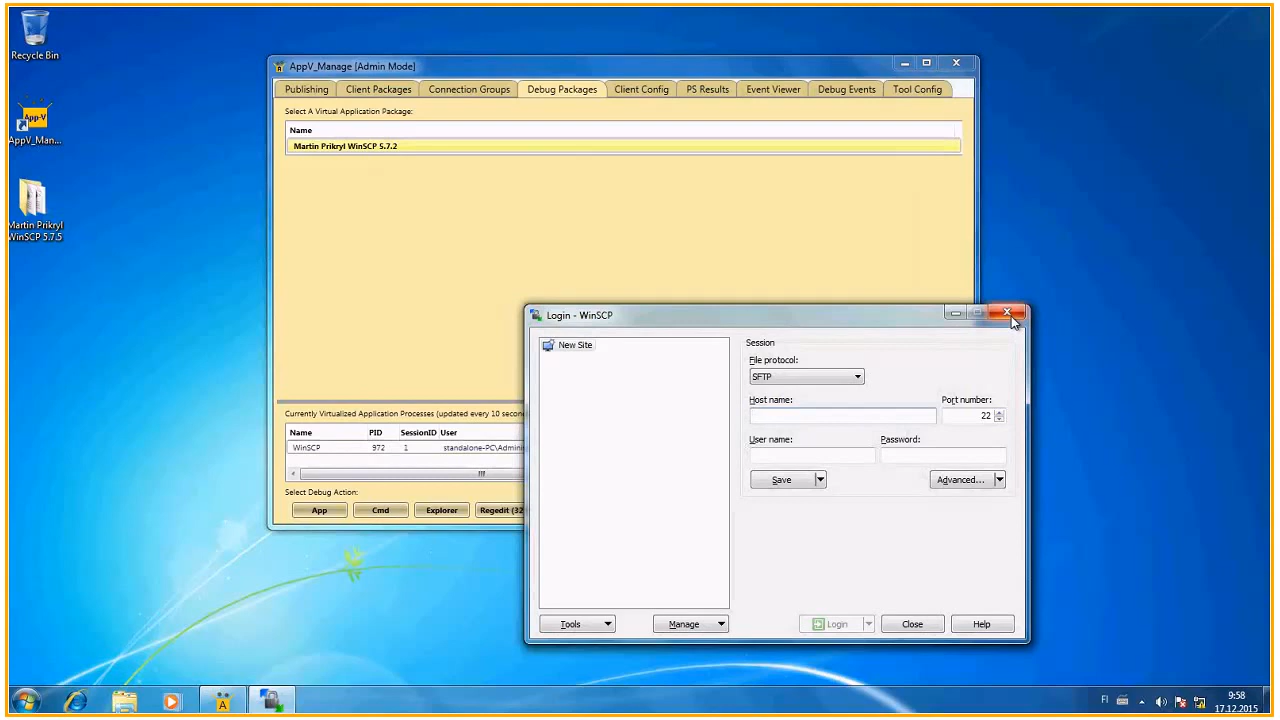 Recycle Bin
App-V
AppV_Man...
Martin Prikryl
WinSCP 5.7.5
AppV_Manage [Admin Mode]
Publishing Client Packages Connection Groups Debug Packages Client Config PS Results Event Viewer Debug Events Tool Config
Select A Virtual Application Package:
Name
Martin Prikryl WinSCP 5.7.2
Currently Virtualized Application Processes (updated every 10 secon
Name PID SessionID User
WinSCP 972 1 standalone-PC\Admini
Select Debug Action:
App Cmd Explorer Regedit (32
Login - WinSCP
New Site
Session
File protocol:
SFTP
Host name: Port number:
22
User name: Password:
Save Advanced...
Tools Manage Login Close Help
FI
9:58
17.12.2015